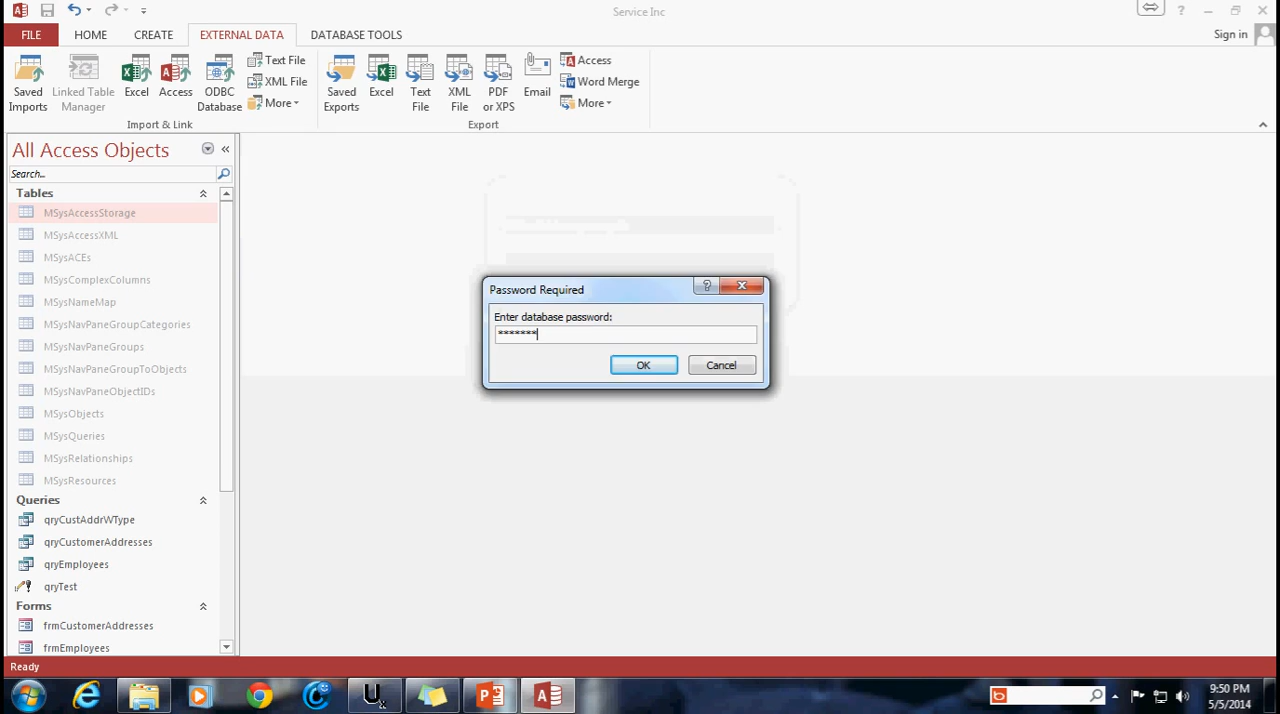 Service Inc
FILE HOME CREATE EXTERNAL DATA DATABASE TOOLS
Sign in
Saved Imports
Linked Table Manager
Excel
Access
ODBC Database
Text File
XML File
More
Import & Link
Saved Exports
Excel
Text File
XML File
PDF or XPS
Email
Access
Word Merge
More
Export
All Access Objects
Search...
Tables
MSysAccessStorage
MSysAccessXML
MSysACEs
MSysComplexColumns
MSysNameMap
MSysNavPaneGroupCategories
MSysNavPaneGroups
MSysNavPaneGroupToObjects
MSysNavPaneObjectIDs
MSysObjects
MSysQueries
MSysRelationships
MSysResources
Queries
qryCustAddrWType
qryCustomerAddresses
qryEmployees
qryTest
Forms
frmCustomerAddresses
frmEmployees
Password Required
Enter database password:
*******
OK Cancel
Ready
9:50 PM
5/5/2014